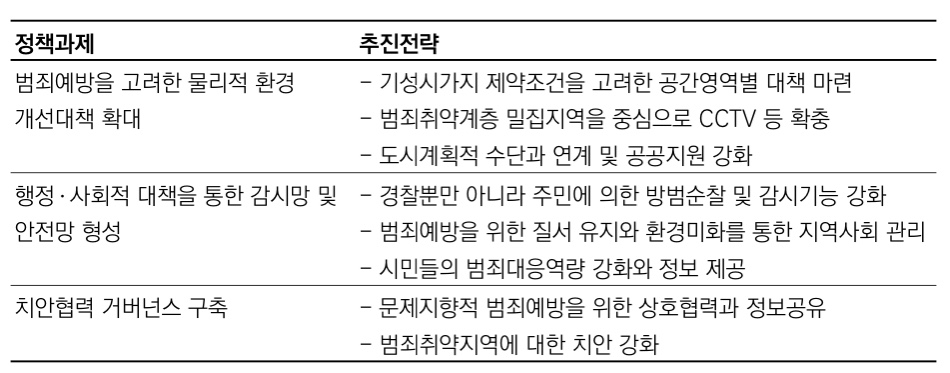 정책과제 추진전략
범죄예방을 고려한 물리적 환경 – 기성시가지 제약조건을 고려한 공간영역별 대책 마련
개선대책 확대 – 범죄취약계층 밀집지역을 중심으로 CCTV 등 확충
– 도시계획적 수단과 연계 및 공공지원 강화
행정·사회적 대책을 통한 감시망 및 – 경찰뿐만 아니라 주민에 의한 방범순찰 및 감시기능 강화
안전망 형성 – 범죄예방을 위한 질서 유지와 환경미화를 통한 지역사회 관리
– 시민들의 범죄대응역량 강화와 정보 제공
치안협력 거버넌스 구축 – 문제지향적 범죄예방을 위한 상호협력과 정보공유
– 범죄취약지역에 대한 치안 강화